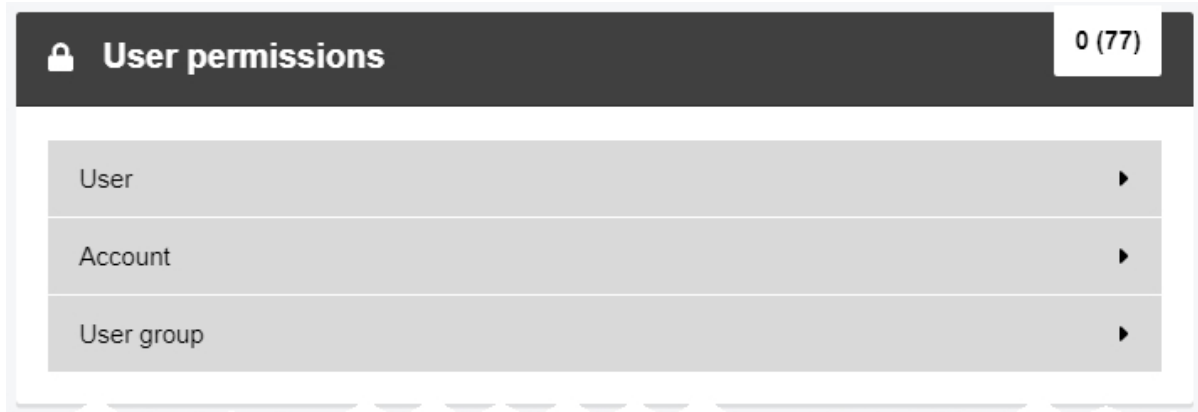 User permissions
0 (77)
User
Account
User group